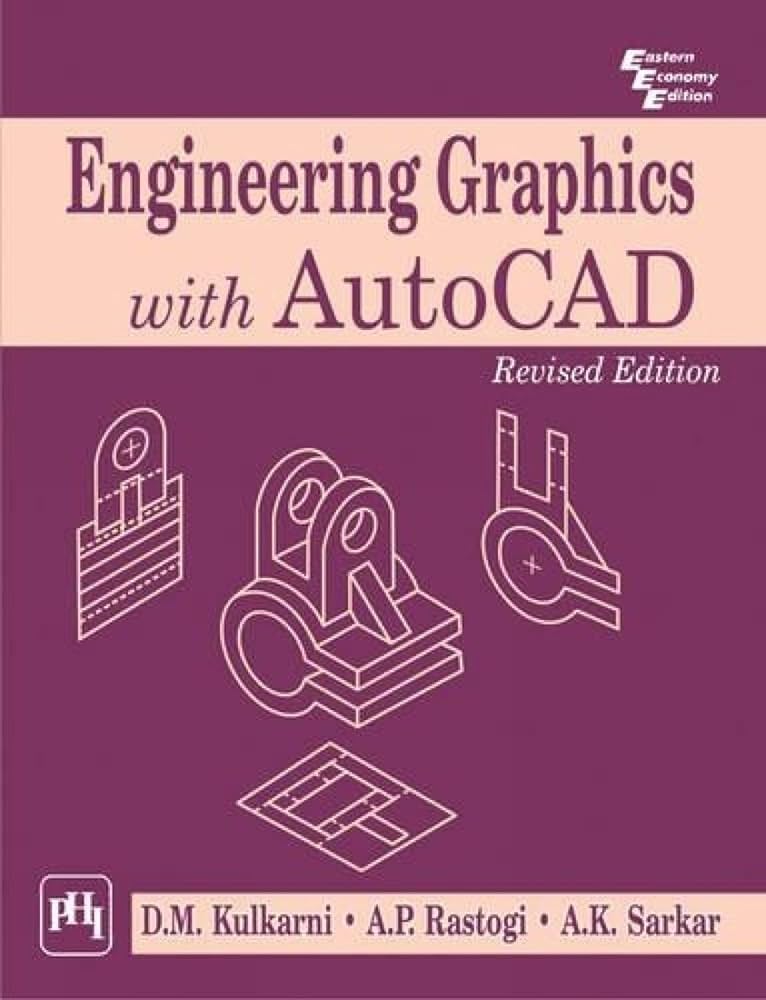 Eastern
Economy
Edition
Engineering Graphics
with AutoCAD
Revised Edition
PHI
D.M. Kulkarni • A.P. Rastogi • A.K. Sarkar